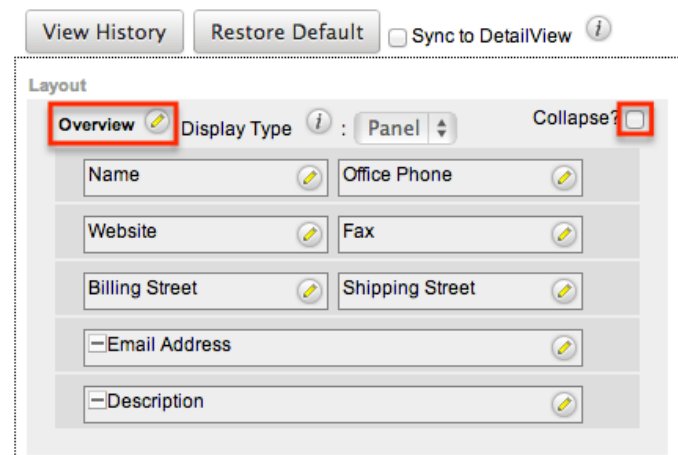 View History Restore Default Sync to DetailView i
Layout
Overview Display Type i : Panel Collapse?
Name Office Phone
Website Fax
Billing Street Shipping Street
Email Address
Description